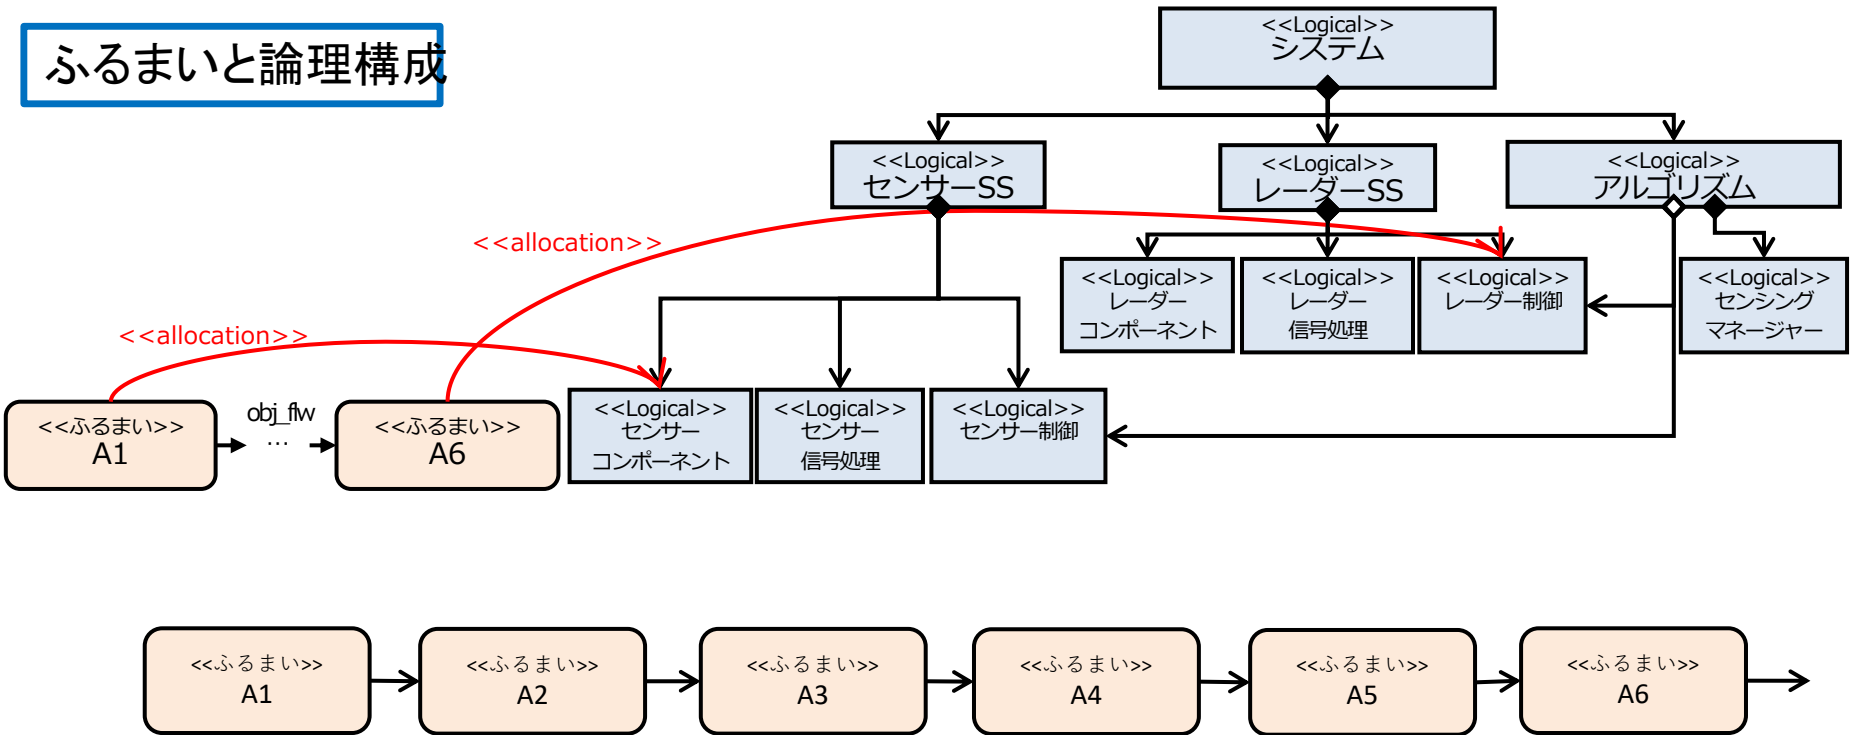 ふるまいと論理構成
<<Logical>>
システム
<<Logical>>
センサーSS
<<Logical>>
レーダーSS
<<Logical>>
アルゴリズム
<<allocation>>
<<Logical>>
レーダー
コンポーネント
<<Logical>>
レーダー
信号処理
<<Logical>>
レーダー制御
<<Logical>>
センシング
マネージャー
<<allocation>>
<<ふるまい>>
A1
obj_flw
…
<<ふるまい>>
A6
<<Logical>>
センサー
コンポーネント
<<Logical>>
センサー
信号処理
<<Logical>>
センサー制御
<<ふるまい>>
A1
<<ふるまい>>
A2
<<ふるまい>>
A3
<<ふるまい>>
A4
<<ふるまい>>
A5
<<ふるまい>>
A6